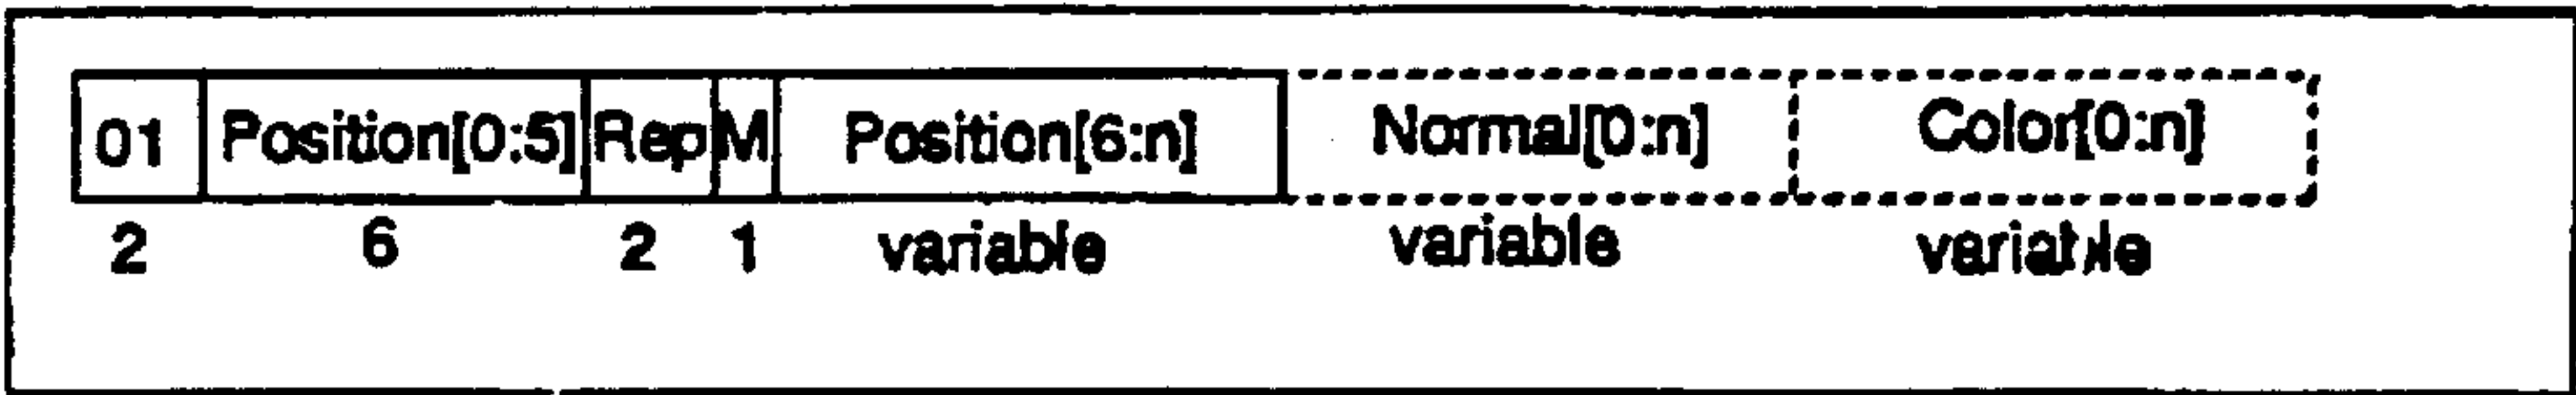 01 Position[0:5] Rep M Position[6:n] Normal[0:n] Color[0:n]
2 6 2 1 variable variable variable